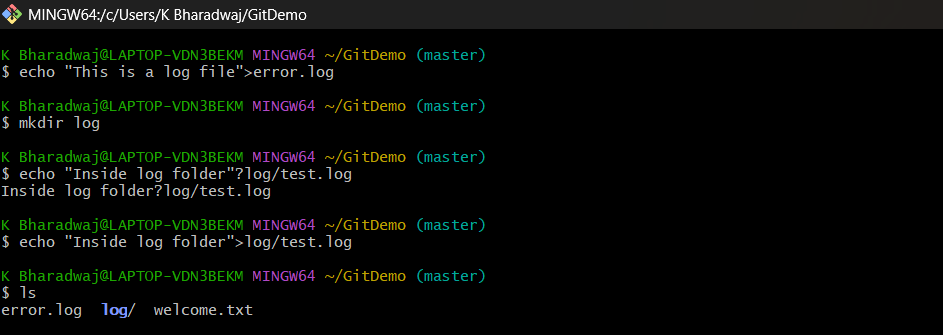 MINGW64:/c/Users/K Bharadwaj/GitDemo
K Bharadwaj@LAPTOP-VDN3BEKM MINGW64 ~/GitDemo (master)
$ echo "This is a log file">error.log
K Bharadwaj@LAPTOP-VDN3BEKM MINGW64 ~/GitDemo (master)
$ mkdir log
K Bharadwaj@LAPTOP-VDN3BEKM MINGW64 ~/GitDemo (master)
$ echo "Inside log folder"?log/test.log
Inside log folder?log/test.log
K Bharadwaj@LAPTOP-VDN3BEKM MINGW64 ~/GitDemo (master)
$ echo "Inside log folder">log/test.log
K Bharadwaj@LAPTOP-VDN3BEKM MINGW64 ~/GitDemo (master)
$ ls
error.log  log/  welcome.txt